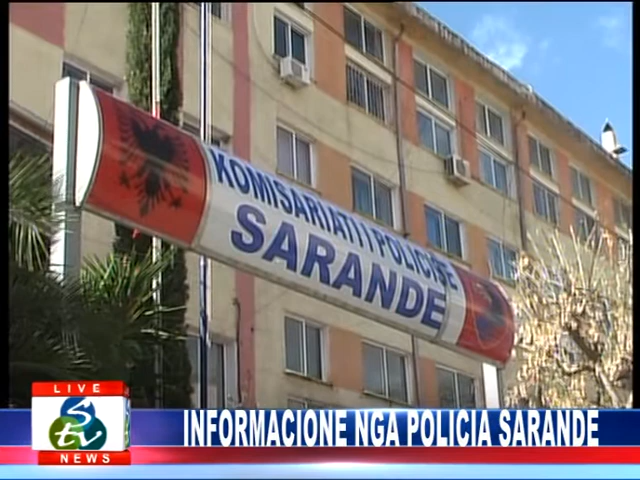 KOMISARIATI I POLICISE
SARANDE
LIVE
STV
NEWS
INFORMACIONE NGA POLICIA SARANDE